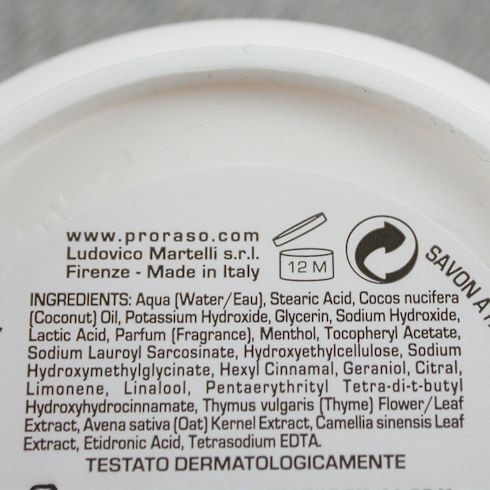 www.proraso.com
Ludovico Martelli s.r.l.
Firenze - Made in Italy
12 M
SAVON A
INGREDIENTS: Aqua (Water/Eau), Stearic Acid, Cocos nucifera
(Coconut) Oil, Potassium Hydroxide, Glycerin, Sodium Hydroxide,
Lactic Acid, Parfum (Fragrance), Menthol, Tocopheryl Acetate,
Sodium Lauroyl Sarcosinate, Hydroxyethylcellulose, Sodium
Hydroxymethylglycinate, Hexyl Cinnamal, Geraniol, Citral,
Limonene, Linalool, Pentaerythrityl Tetra-di-t-butyl
Hydroxyhydrocinnamate, Thymus vulgaris (Thyme) Flower/Leaf
Extract, Avena sativa (Oat) Kernel Extract, Camellia sinensis Leaf
Extract, Etidronic Acid, Tetrasodium EDTA.
TESTATO DERMATOLOGICAMENTE